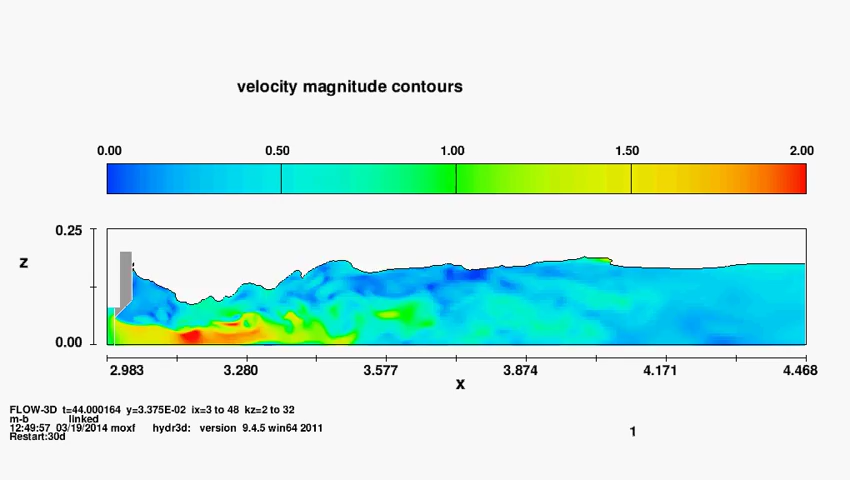 velocity magnitude contours
0.00 0.50 1.00 1.50 2.00
0.25
z
0.00
2.983 3.280 3.577 3.874 4.171 4.468
x
FLOW-3D t=44.000164 y=3.375E-02 ix=3 to 48 kz=2 to 32
m-b linked
12:49:57 03/19/2014 moxf hydr3d: version 9.4.5 win64 2011
Restart:30d
1